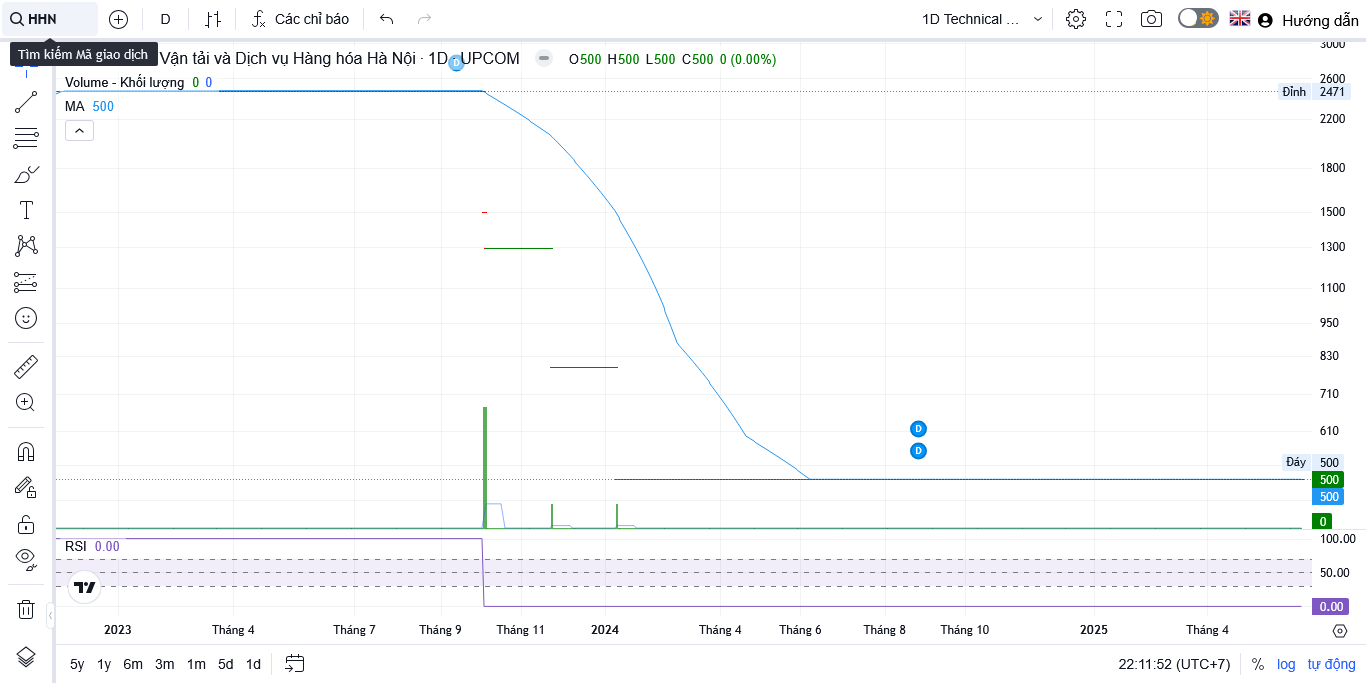 HHN
D
Các chỉ báo
1D Technical ...
Hướng dẫn
Tìm kiếm Mã giao dịch
Vận tải và Dịch vụ Hàng hóa Hà Nội · 1D · UPCOM
O500 H500 L500 C500 0 (0.00%)
Volume - Khối lượng 0 0
MA 500
3000
2600
Đỉnh 2471
2200
1800
1500
1300
1100
950
830
710
610
D
D
D
Đáy 500
500
500
0
RSI 0.00
100.00
50.00
0.00
2023 Tháng 4 Tháng 7 Tháng 9 Tháng 11 2024 Tháng 4 Tháng 6 Tháng 8 Tháng 10 2025 Tháng 4
5y 1y 6m 3m 1m 5d 1d
22:11:52 (UTC+7) % log tự động